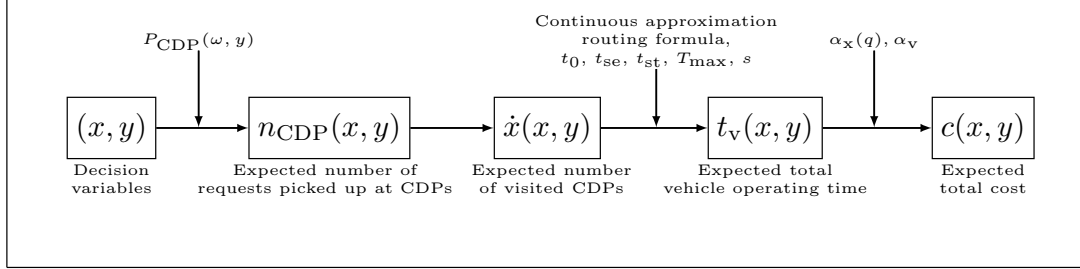 P_CDP(ω, y)
Continuous approximation
routing formula,
t_0, t_se, t_st, T_max, s
α_x(q), α_v
(x, y)
n_CDP(x, y)
ẋ(x, y)
t_v(x, y)
c(x, y)
Decision
variables
Expected number of
requests picked up at CDPs
Expected number
of visited CDPs
Expected total
vehicle operating time
Expected
total cost